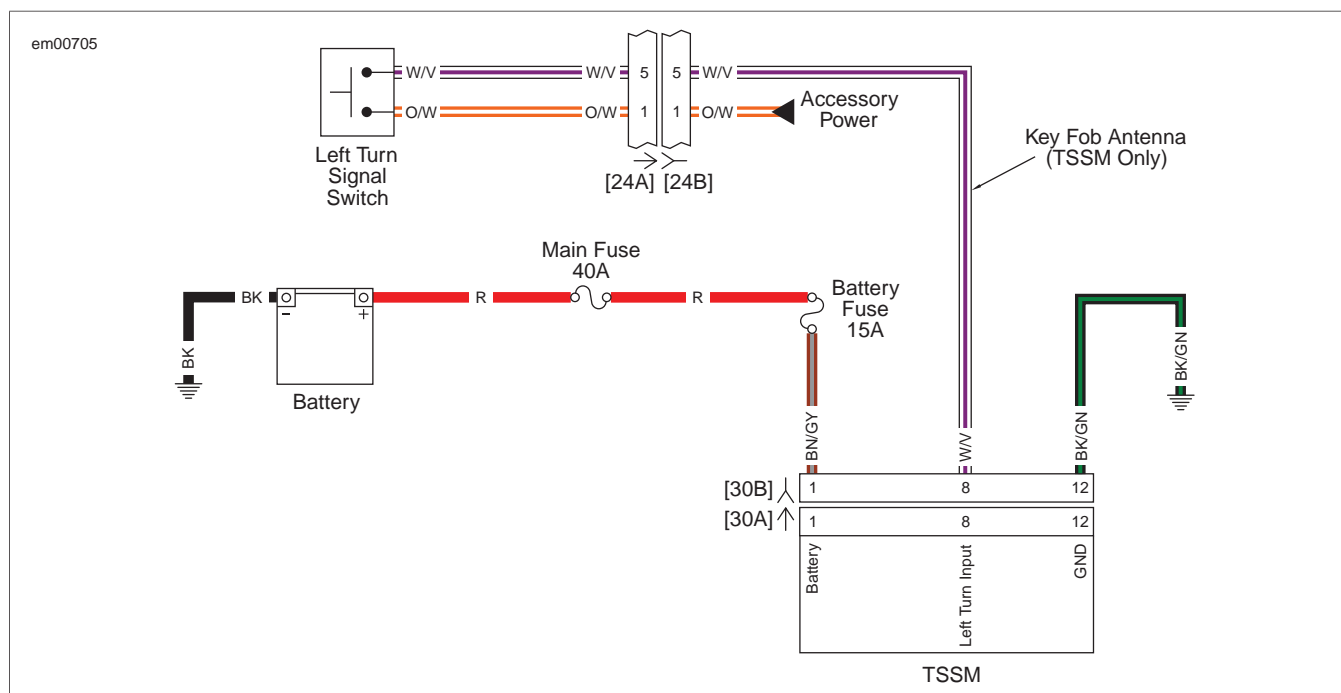 em00705
W/V
W/V
5
5
W/V
O/W
O/W
1
1
O/W
Accessory
Power
Left Turn
Signal
Switch
[24A]
[24B]
Key Fob Antenna
(TSSM Only)
Main Fuse
40A
Battery
Fuse
15A
BK
-
+
R
R
BK
Battery
BN/GY
W/V
BK/GN
BK/GN
[30B]
1
8
12
[30A]
1
8
12
Battery
Left Turn Input
GND
TSSM